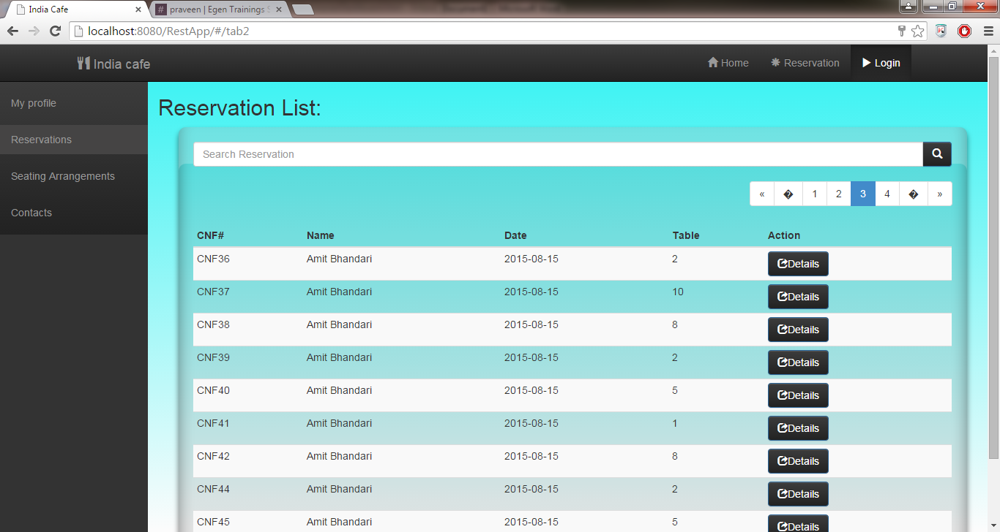 India Cafe
praveen | Egen Trainings
localhost:8080/RestApp/#/tab2
India cafe Home Reservation Login
My profile
Reservations
Seating Arrangements
Contacts
Reservation List:
Search Reservation
« � 1 2 3 4 � »
CNF# Name Date Table Action
CNF36 Amit Bhandari 2015-08-15 2 Details
CNF37 Amit Bhandari 2015-08-15 10 Details
CNF38 Amit Bhandari 2015-08-15 8 Details
CNF39 Amit Bhandari 2015-08-15 2 Details
CNF40 Amit Bhandari 2015-08-15 5 Details
CNF41 Amit Bhandari 2015-08-15 1 Details
CNF42 Amit Bhandari 2015-08-15 8 Details
CNF44 Amit Bhandari 2015-08-15 2 Details
CNF45 Amit Bhandari 2015-08-15 5 Details